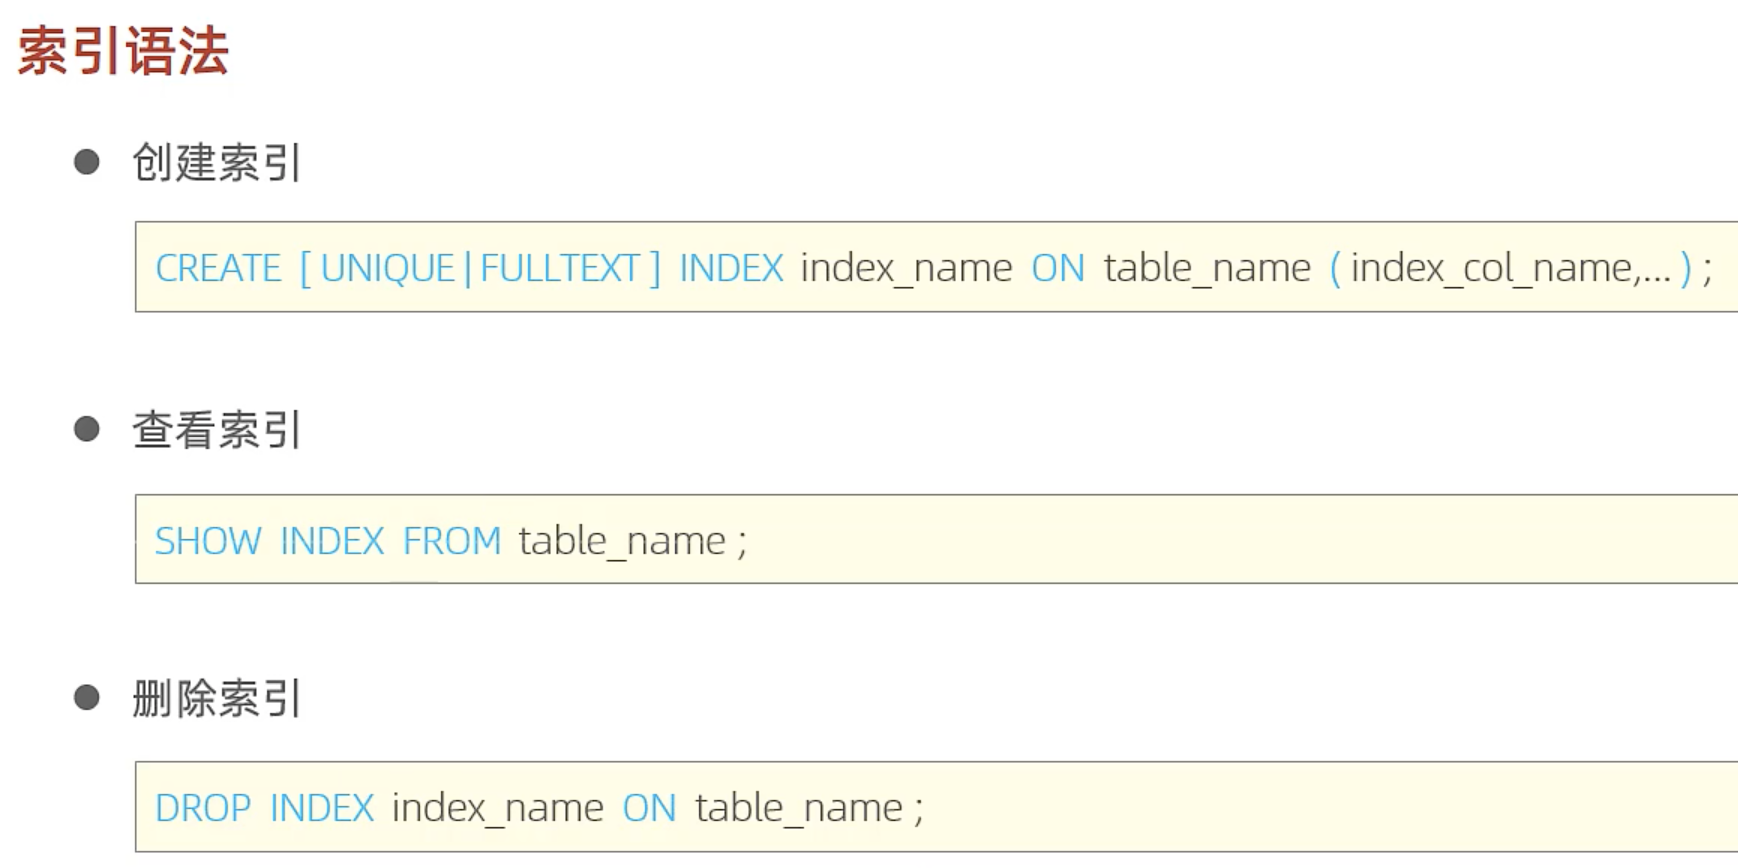 索引语法
创建索引
CREATE [ UNIQUE | FULLTEXT ] INDEX index_name ON table_name ( index_col_name,... ) ;
查看索引
SHOW INDEX FROM table_name ;
删除索引
DROP INDEX index_name ON table_name ;